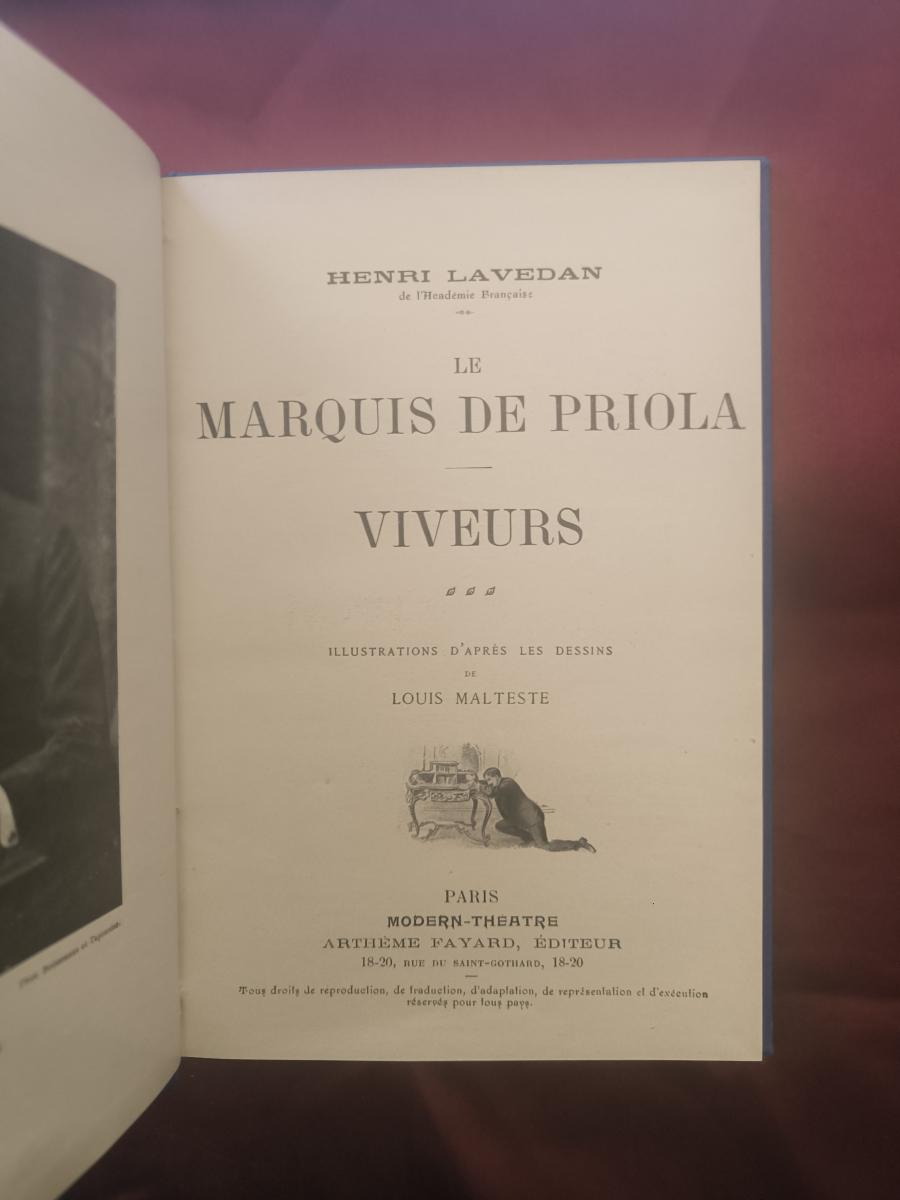 HENRI LAVEDAN
de l'Académie Française
LE
MARQUIS DE PRIOLA
VIVEURS
ILLUSTRATIONS D'APRÈS LES DESSINS
DE
LOUIS MALTESTE
PARIS
MODERN-THÉATRE
ARTHÈME FAYARD, ÉDITEUR
18-20, RUE DU SAINT-GOTHARD, 18-20
Tous droits de reproduction, de traduction, d'adaptation, de représentation et d'exécution
réservés pour tous pays.
Phot.